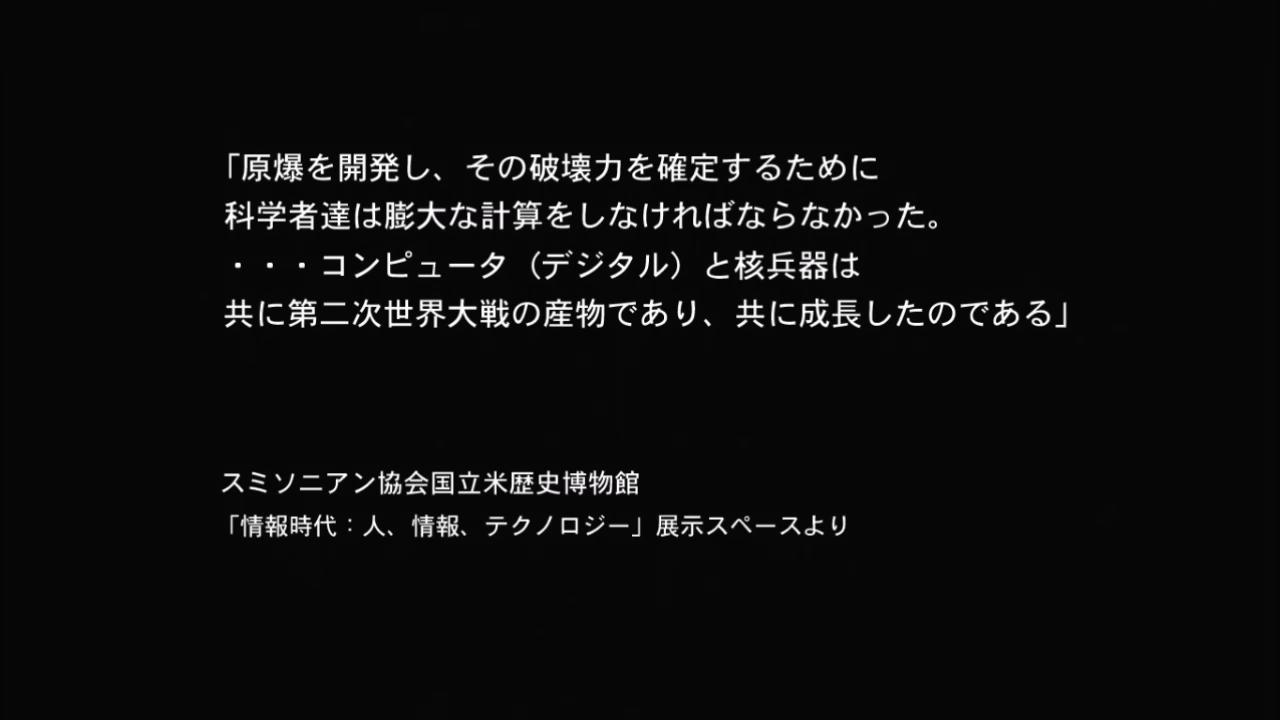 「原爆を開発し、その破壊力を確定するために
科学者達は膨大な計算をしなければならなかった。
・・・コンピュータ（デジタル）と核兵器は
共に第二次世界大戦の産物であり、共に成長したのである」
スミソニアン協会国立米歴史博物館
「情報時代：人、情報、テクノロジー」展示スペースより